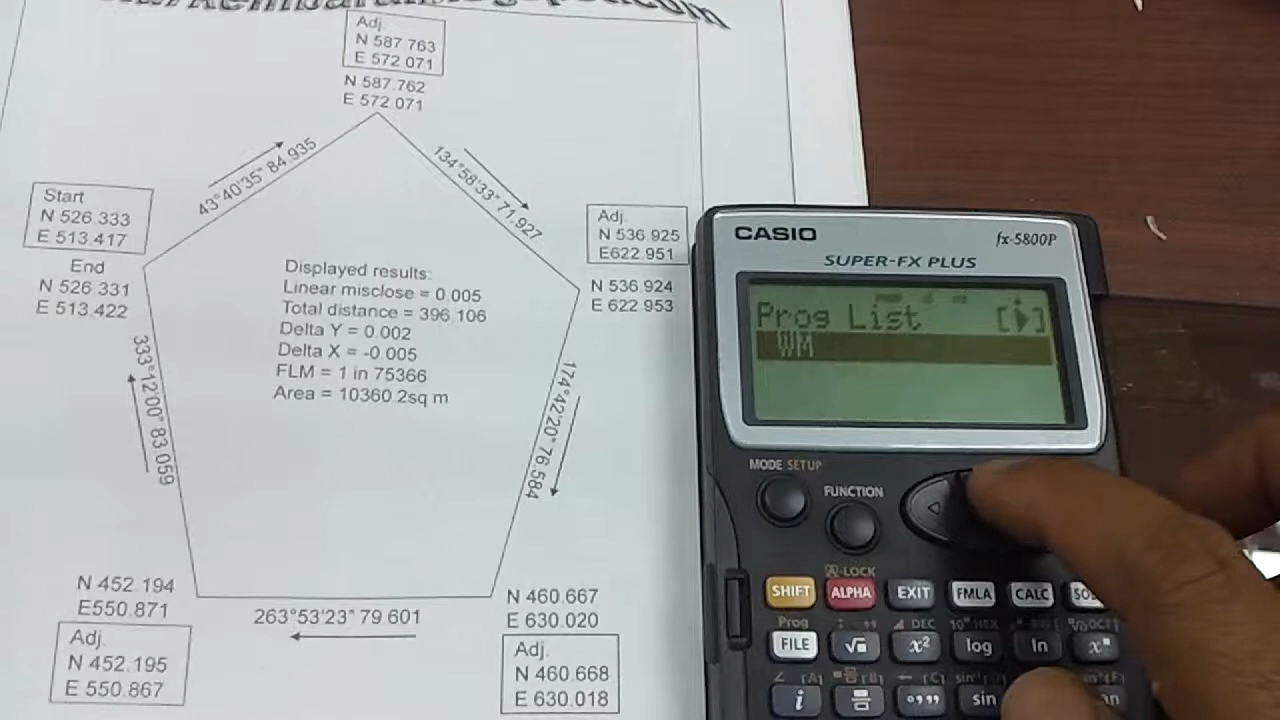 Adj.
N 587 763
E 572 071
N 587.762
E 572 071
43°40'35" 84.935
134°58'33" 71.927
Start
N 526 333
E 513.417
End
N 526 331
E 513.422
Adj.
N 536.925
E622.951
N 536 924
E 622 953
Displayed results:
Linear misclose = 0.005
Total distance = 396.106
Delta Y = 0.002
Delta X = -0.005
FLM = 1 in 75366
Area = 10360 2sq m
333°12'00" 83.059
174°42'20" 76.584
N 452.194
E550.871
263°53'23" 79.601
N 460.667
E 630.020
Adj.
N 452.195
E 550.867
Adj.
N 460.668
E 630.018
CASIO
fx-5800P
SUPER-FX PLUS
Prog List
WM
MODE SETUP
FUNCTION
A-LOCK
SHIFT
ALPHA
EXIT
FMLA
CALC
Prog
DEC
FILE
x²
log
ln
i
sin